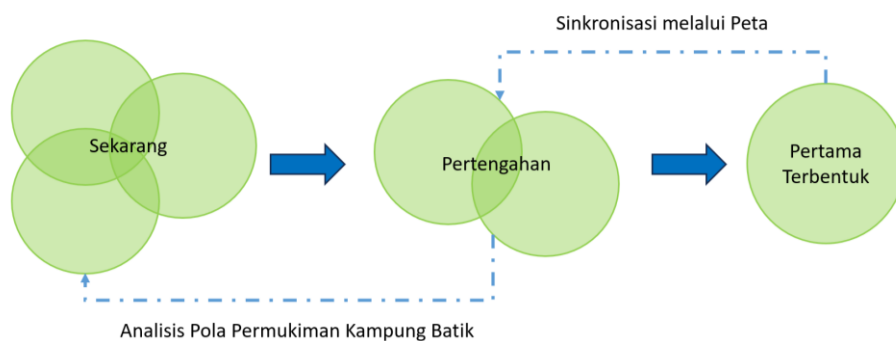 Sinkronisasi melalui Peta
Sekarang
Pertengahan
Pertama
Terbentuk
Analisis Pola Permukiman Kampung Batik